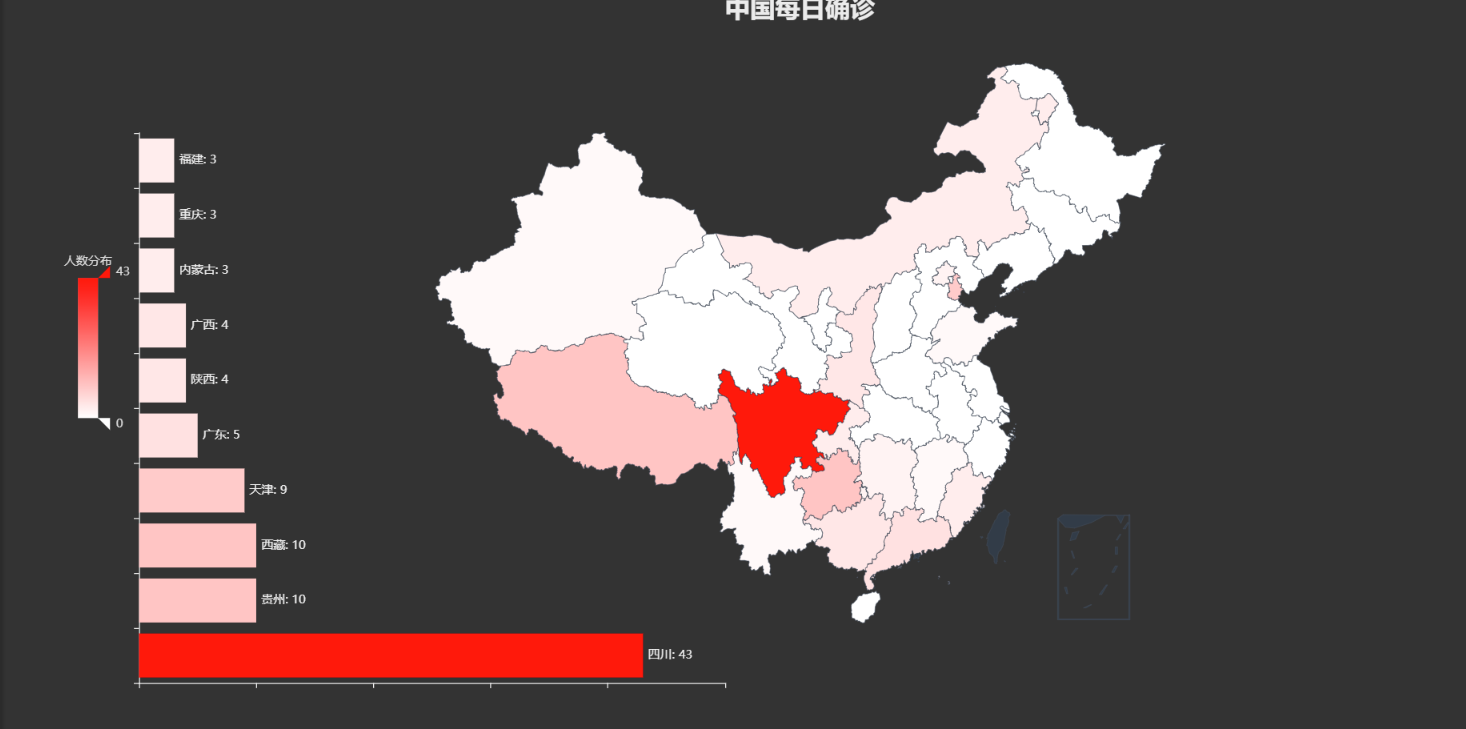 中国每日确诊
福建: 3
重庆: 3
内蒙古: 3
人数分布
43
广西: 4
陕西: 4
0
广东: 5
天津: 9
西藏: 10
贵州: 10
四川: 43